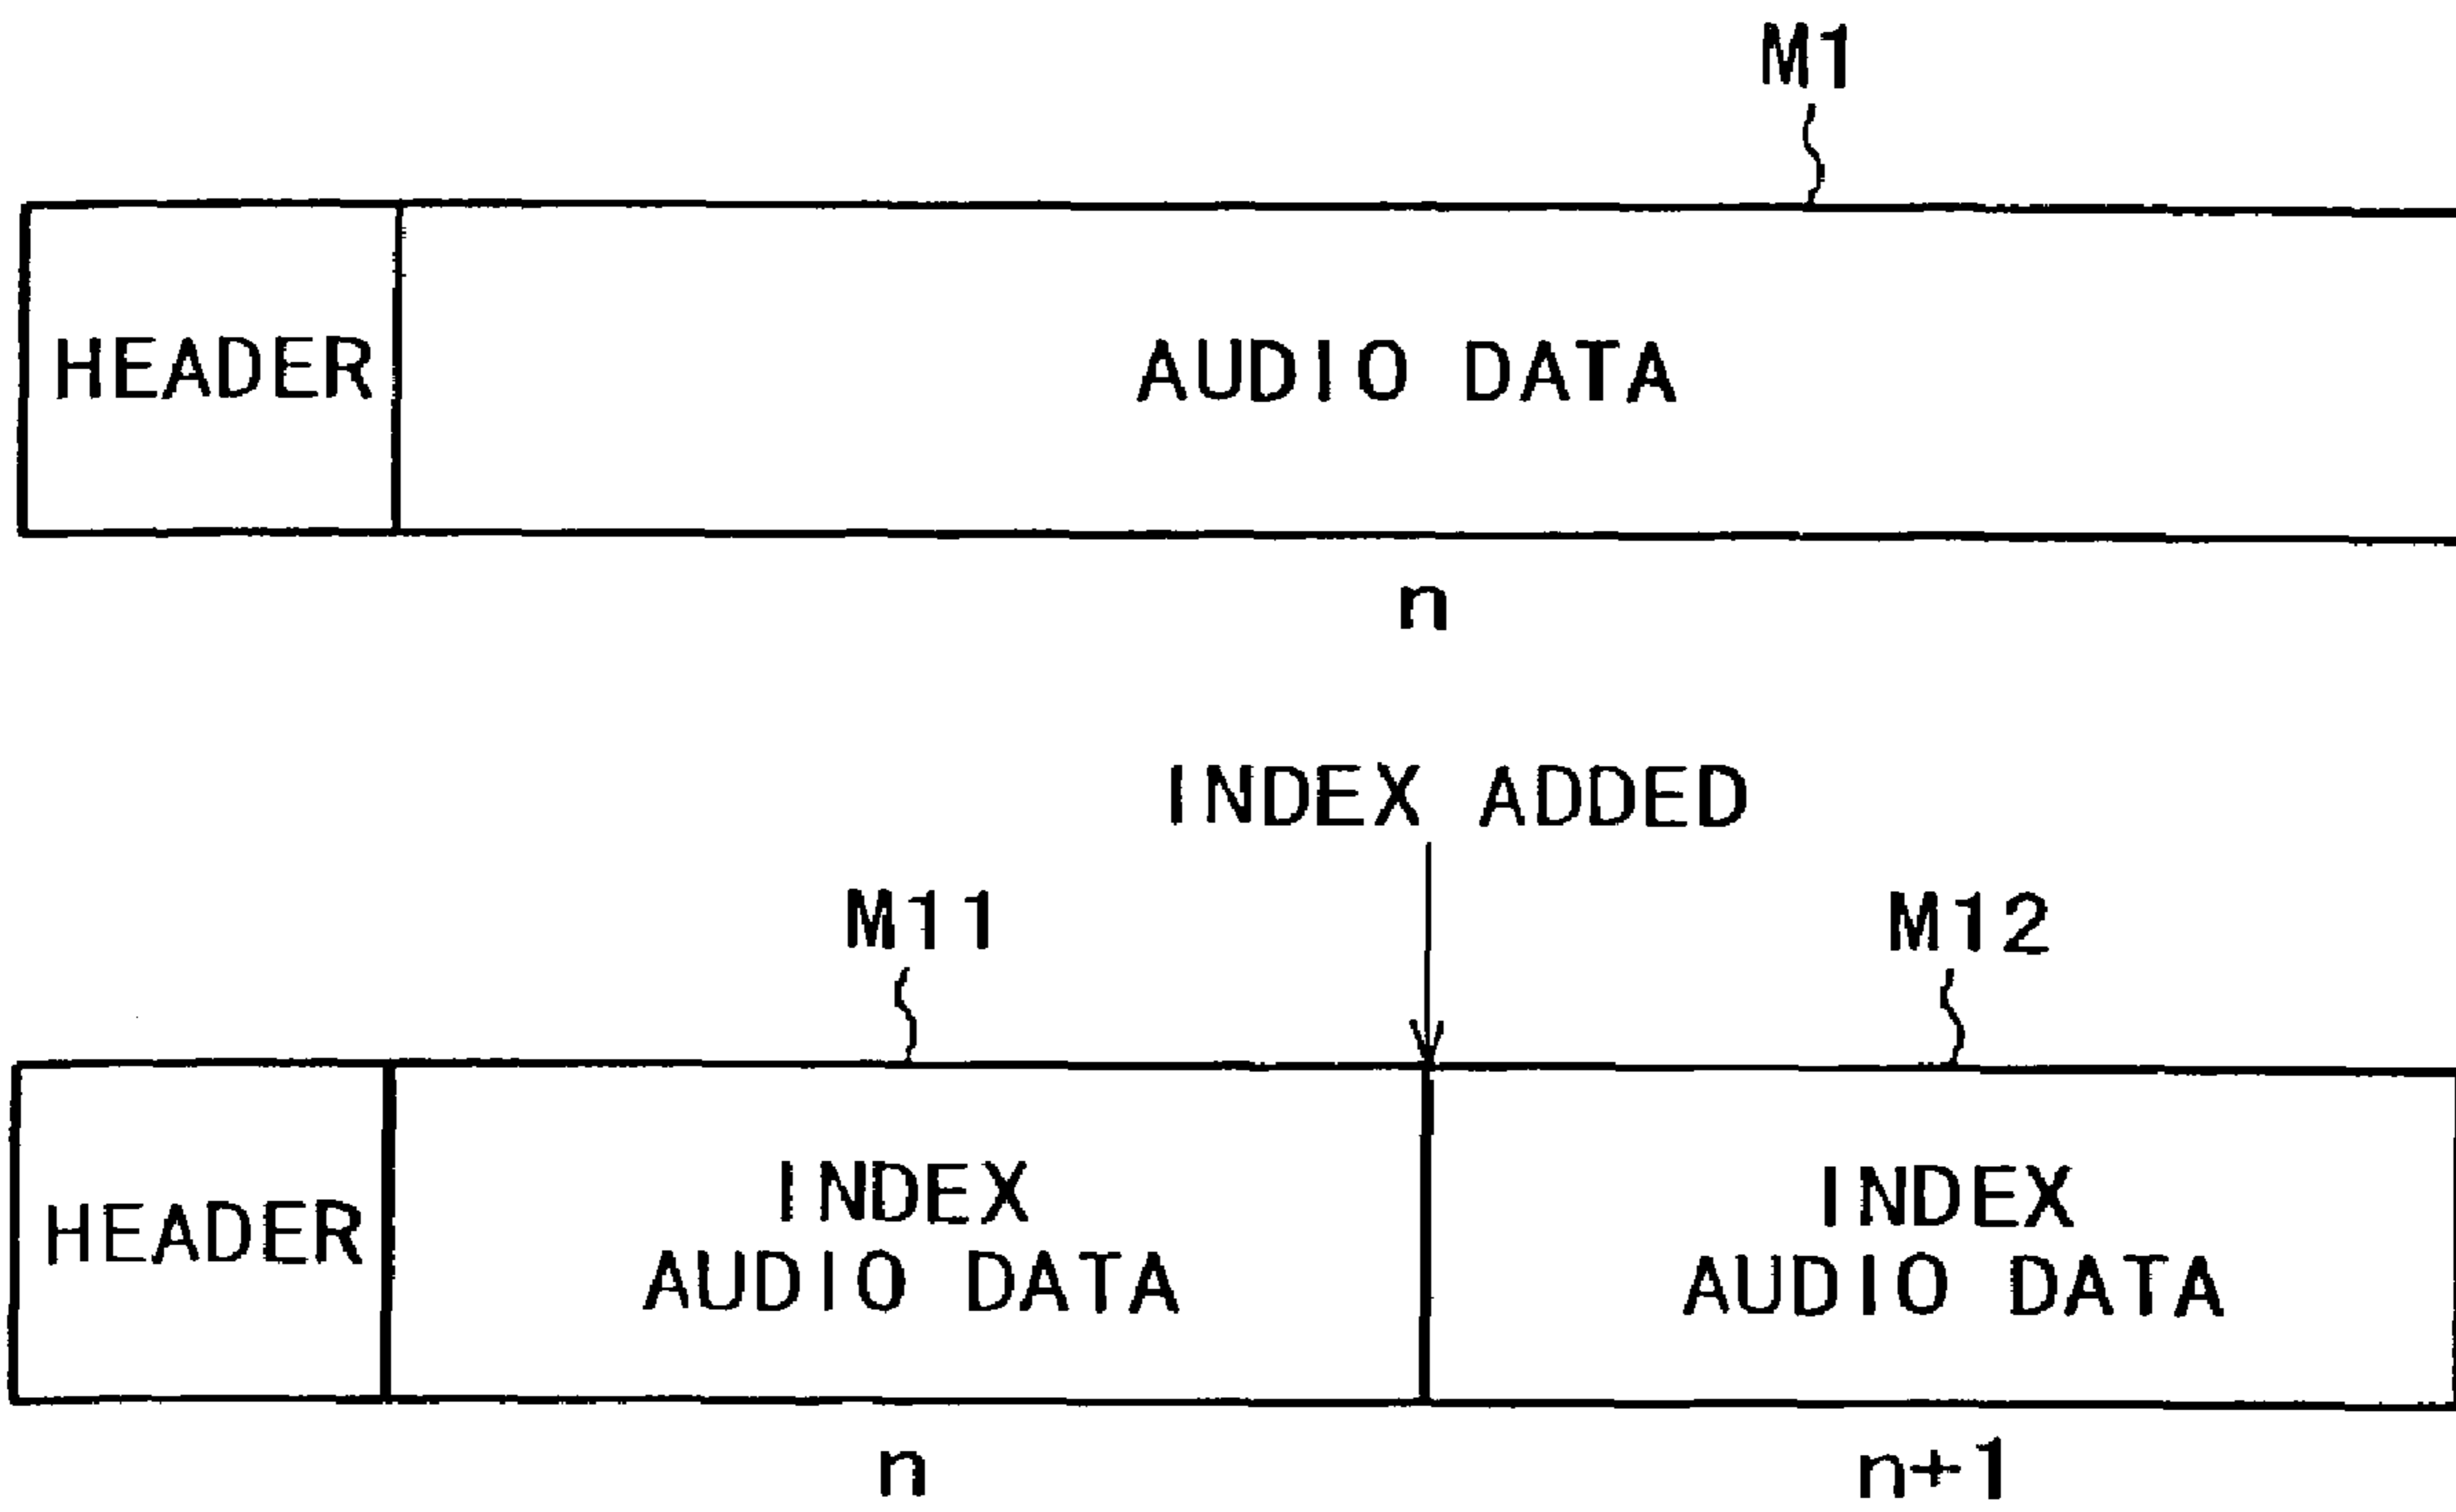 M1
HEADER
AUDIO DATA
n
INDEX ADDED
M11
M12
HEADER
INDEX
AUDIO DATA
INDEX
AUDIO DATA
n
n+1